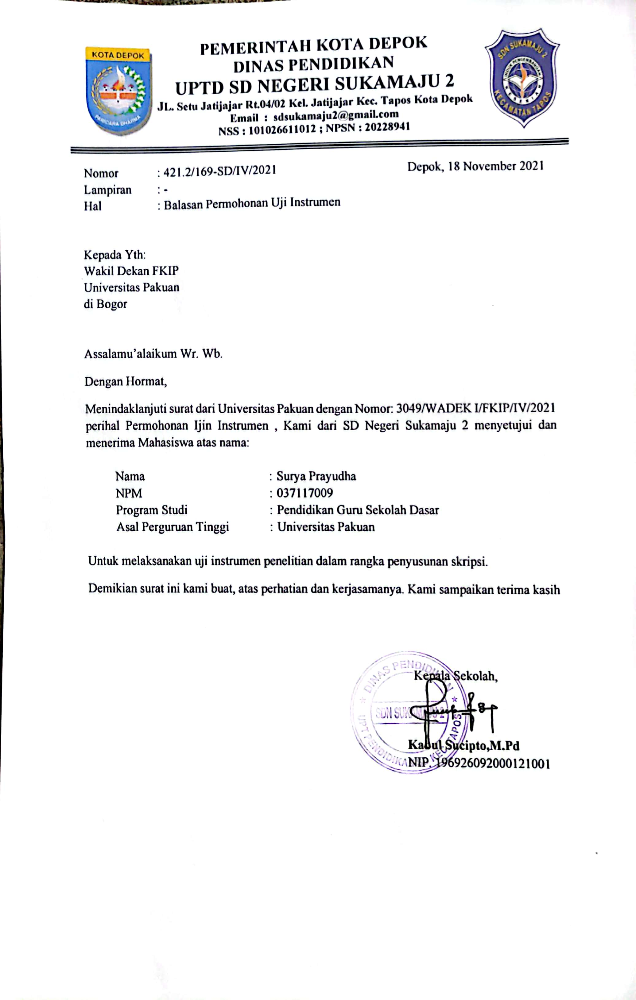 KOTA DEPOK
PARICARA DHARMA
PEMERINTAH KOTA DEPOK
DINAS PENDIDIKAN
UPTD SD NEGERI SUKAMAJU 2
JL. Setu Jatijajar Rt.04/02 Kel. Jatijajar Kec. Tapos Kota Depok
Email : sdsukamaju2@gmail.com
NSS : 101026611012 ; NPSN : 20228941
SDN SUKAMAJU 2
INDUK PENGEMBANGAN
KESENIAN
KECAMATAN TAPOS
Nomor : 421.2/169-SD/IV/2021
Depok, 18 November 2021
Lampiran : -
Hal : Balasan Permohonan Uji Instrumen
Kepada Yth:
Wakil Dekan FKIP
Universitas Pakuan
di Bogor
Assalamu’alaikum Wr. Wb.
Dengan Hormat,
Menindaklanjuti surat dari Universitas Pakuan dengan Nomor: 3049/WADEK I/FKIP/IV/2021
perihal Permohonan Ijin Instrumen , Kami dari SD Negeri Sukamaju 2 menyetujui dan
menerima Mahasiswa atas nama:
Nama : Surya Prayudha
NPM : 037117009
Program Studi : Pendidikan Guru Sekolah Dasar
Asal Perguruan Tinggi : Universitas Pakuan
Untuk melaksanakan uji instrumen penelitian dalam rangka penyusunan skripsi.
Demikian surat ini kami buat, atas perhatian dan kerjasamanya. Kami sampaikan terima kasih
Kepala Sekolah,
DINAS PENDIDIKAN
SDN SUKAMAJU 2
UPT PENDIDIKAN KEC. TAPOS
Kabul Sucipto,M.Pd
NIP. 196926092000121001